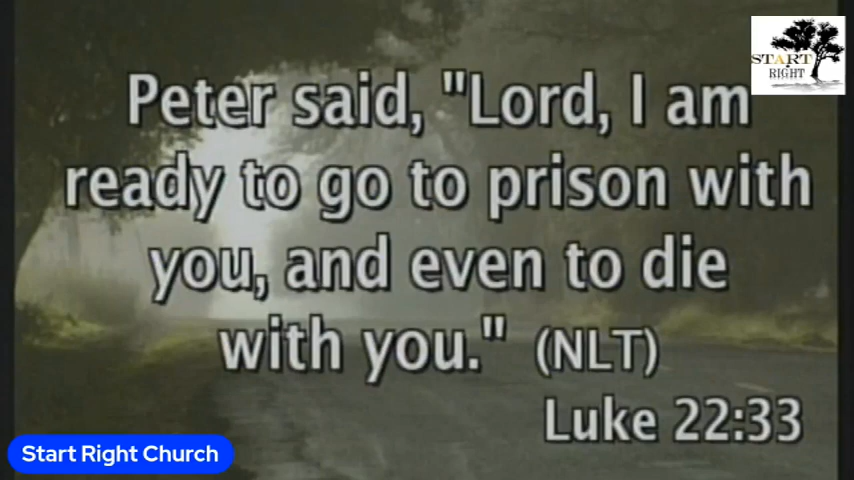 START
RIGHT
Peter said, "Lord, I am
ready to go to prison with
you, and even to die
with you." (NLT)
Luke 22:33
Start Right Church